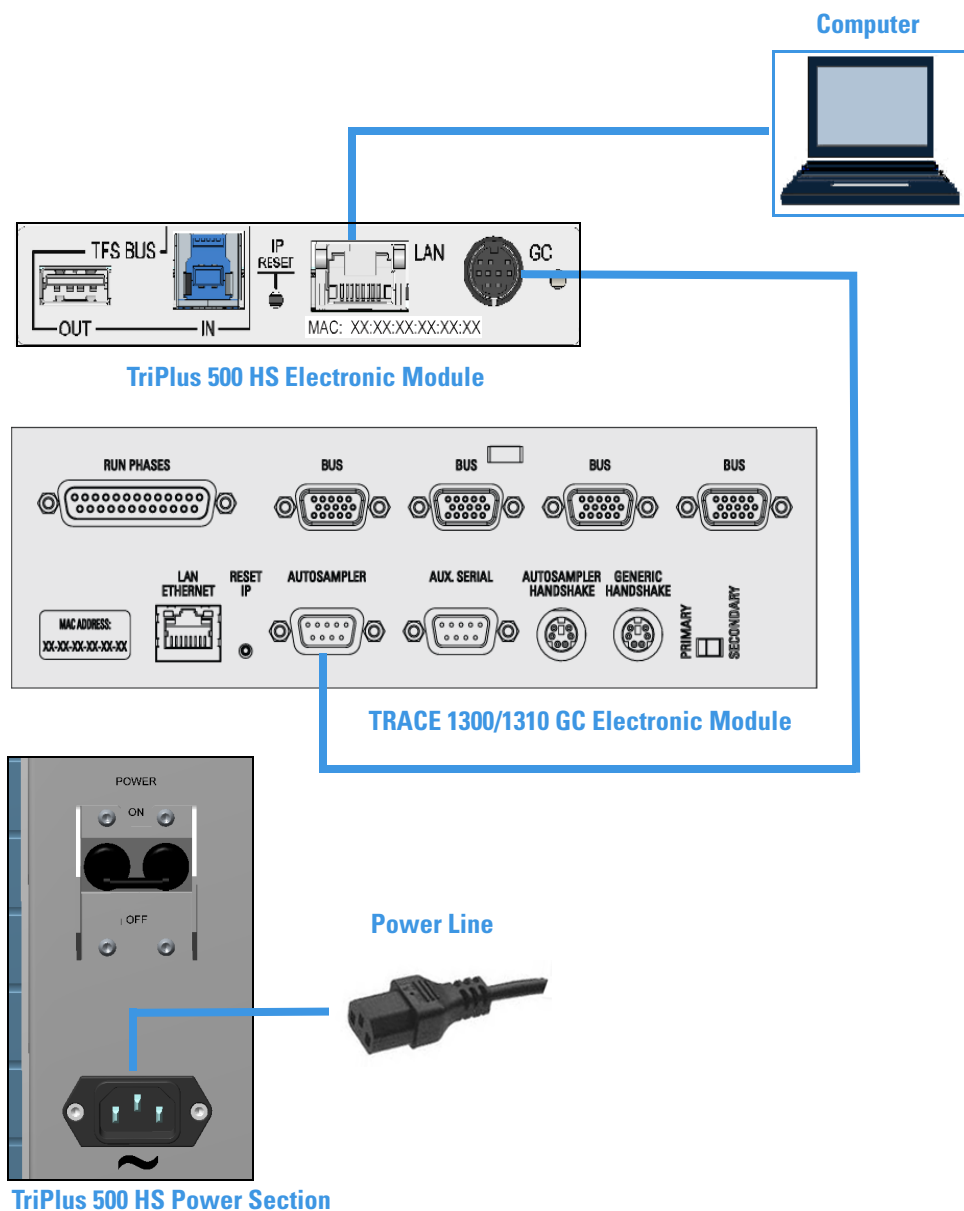 Computer
TFS BUS
OUT
IN
IP
RESET
LAN
GC
MAC: XX:XX:XX:XX:XX:XX
TriPlus 500 HS Electronic Module
RUN PHASES
BUS
BUS
BUS
BUS
LAN
ETHERNET
RESET
IP
AUTOSAMPLER
AUX. SERIAL
AUTOSAMPLER
HANDSHAKE
GENERIC
HANDSHAKE
PRIMARY
SECONDARY
MAC ADDRESS:
XX-XX-XX-XX-XX-XX
TRACE 1300/1310 GC Electronic Module
POWER
ON
OFF
Power Line
TriPlus 500 HS Power Section